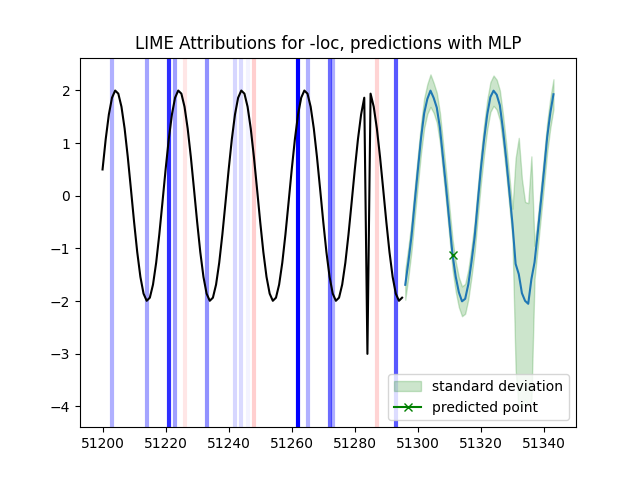 LIME Attributions for -loc, predictions with MLP
2
1
0
−1
−2
−3
−4
standard deviation
predicted point
51200 51220 51240 51260 51280 51300 51320 51340